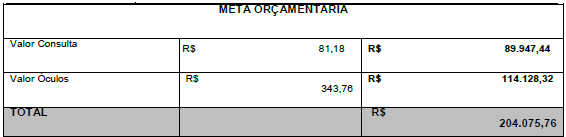 META ORÇAMENTÁRIA
Valor Consulta R$ 81,18 R$ 89.947,44
Valor Óculos R$ 343,76 R$ 114.128,32
TOTAL R$ 204.075,76